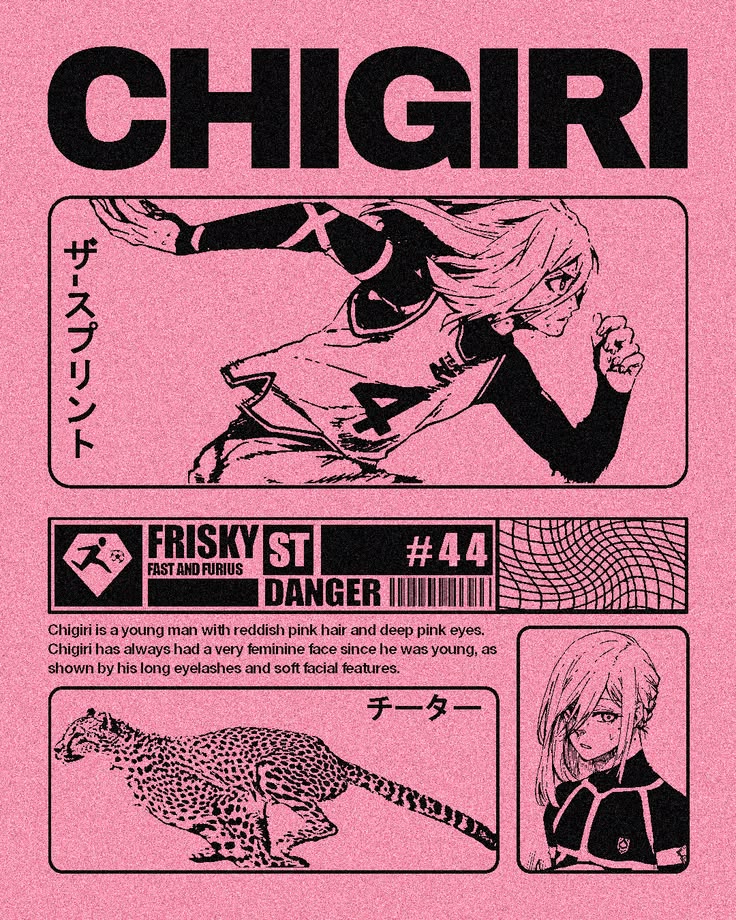 CHIGIRI
ザースプリント
4
FRISKY
FAST AND FURIUS
ST
#44
DANGER
Chigiri is a young man with reddish pink hair and deep pink eyes.
Chigiri has always had a very feminine face since he was young, as
shown by his long eyelashes and soft facial features.
チーター